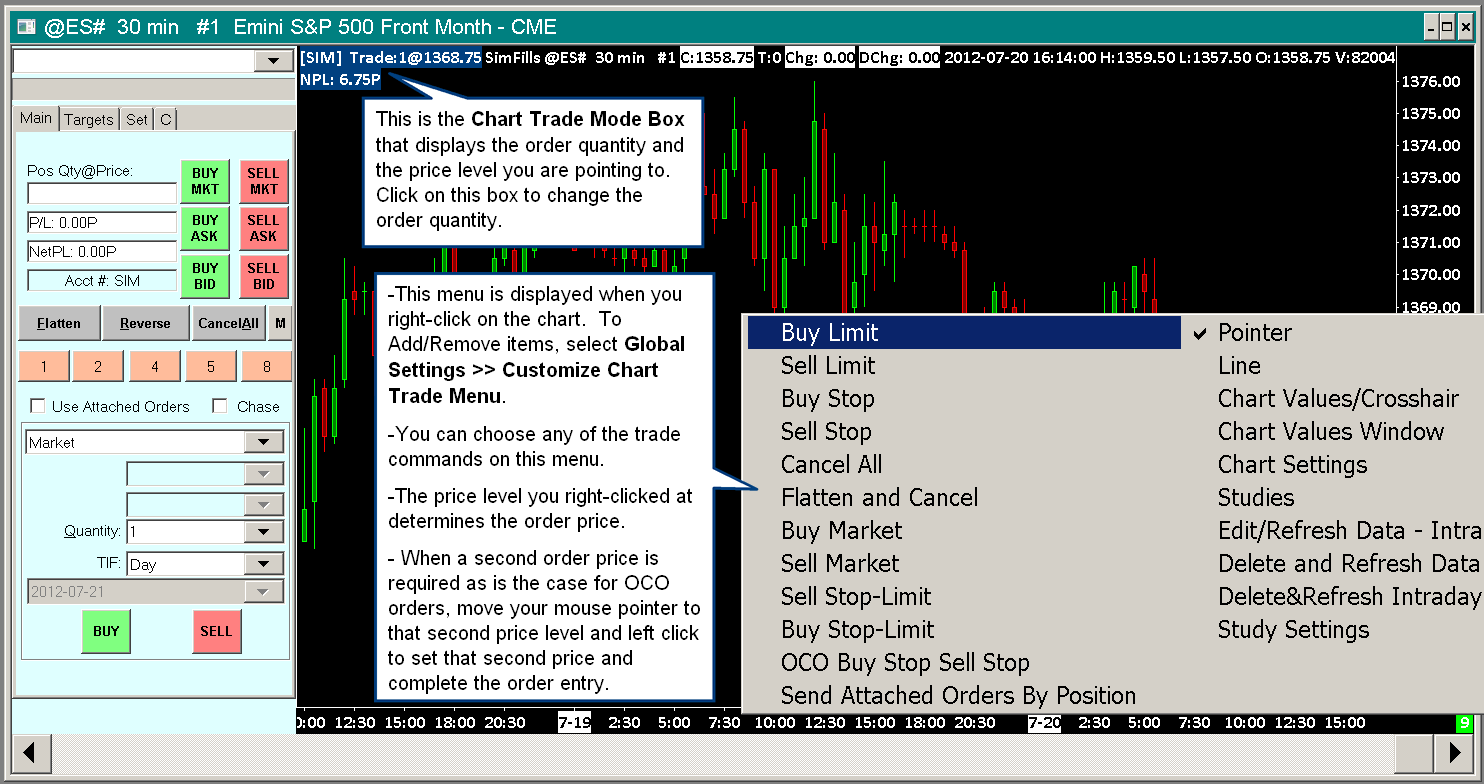 @ES# 30 min #1 Emini S&P 500 Front Month - CME
[SIM] Trade:1@1368.75 SimFills @ES# 30 min #1 C:1358.75 T:0 Chg: 0.00 DChg: 0.00 2012-07-20 16:14:00 H:1359.50 L:1357.50 O:1358.75 V:82004
NPL: 6.75P
Main Targets Set C
Pos Qty@Price:
BUY MKT
SELL MKT
P/L: 0.00P
BUY ASK
SELL ASK
NetPL: 0.00P
Acct #: SIM
BUY BID
SELL BID
Flatten Reverse CancelAll M
1 2 4 5 8
Use Attached Orders Chase
Market
Quantity: 1
TIF: Day
2012-07-21
BUY SELL
This is the Chart Trade Mode Box
that displays the order quantity and
the price level you are pointing to.
Click on this box to change the
order quantity.
-This menu is displayed when you
right-click on the chart. To
Add/Remove items, select Global
Settings >> Customize Chart
Trade Menu.
-You can choose any of the trade
commands on this menu.
-The price level you right-clicked at
determines the order price.
- When a second order price is
required as is the case for OCO
orders, move your mouse pointer to
that second price level and left click
to set that second price and
complete the order entry.
1376.00
1375.00
1374.00
1373.00
1372.00
1371.00
1370.00
1369.00
Buy Limit
Sell Limit
Buy Stop
Sell Stop
Cancel All
Flatten and Cancel
Buy Market
Sell Market
Sell Stop-Limit
Buy Stop-Limit
OCO Buy Stop Sell Stop
Send Attached Orders By Position
✓ Pointer
Line
Chart Values/Crosshair
Chart Values Window
Chart Settings
Studies
Edit/Refresh Data - Intra
Delete and Refresh Data
Delete&Refresh Intraday
Study Settings
0:00 12:30 15:00 18:00 20:30 7-19 2:30 5:00 7:30 10:00 12:30 15:00 18:00 20:30 7-20 2:30 5:00 7:30 10:00 12:30 15:00 9